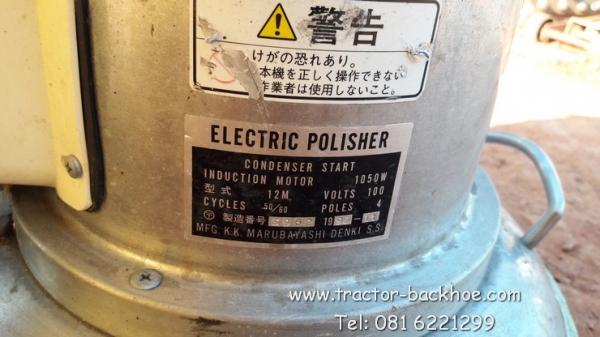 警告
けがの恐れあり。
本機を正しく操作できない
作業者は使用しないこと。
ELECTRIC POLISHER
CONDENSER START
INDUCTION MOTOR 1050W
型式 12M VOLTS 100
CYCLES 50/60 POLES 4
製造番号 19
MFG. K.K. MARUBAYASHI DENKI S.S.
www.tractor-backhoe.com
Tel: 081 6221299